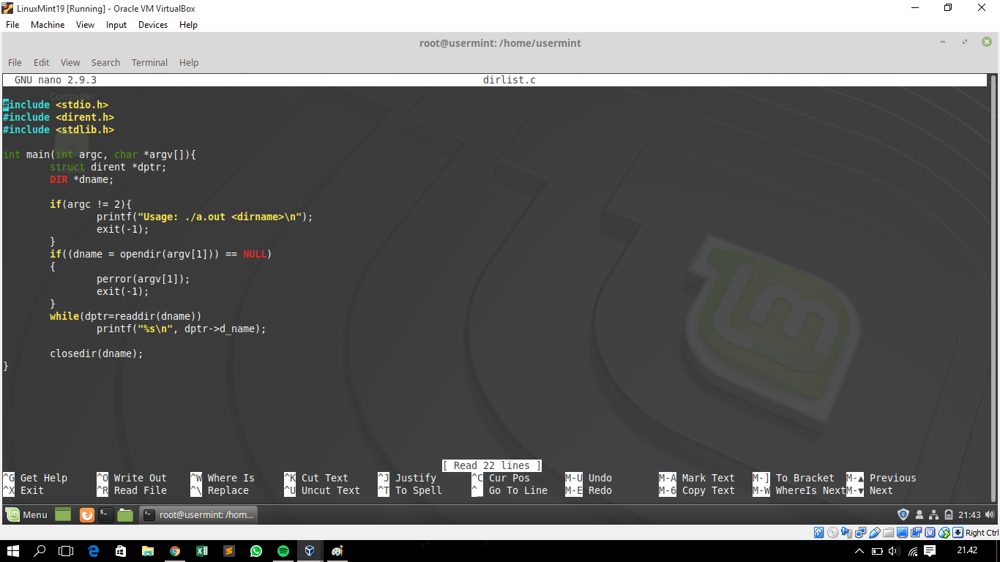 LinuxMint19 [Running] - Oracle VM VirtualBox
File Machine View Input Devices Help
root@usermint: /home/usermint
File Edit View Search Terminal Help
GNU nano 2.9.3 dirlist.c
Computer
#include <stdio.h>
#include <dirent.h>
#include <stdlib.h>
int main(int argc, char *argv[]){
struct dirent *dptr;
DIR *dname;
if(argc != 2){
printf("Usage: ./a.out <dirname>\n");
exit(-1);
}
if((dname = opendir(argv[1])) == NULL)
{
perror(argv[1]);
exit(-1);
}
while(dptr=readdir(dname))
printf("%s\n", dptr->d_name);
closedir(dname);
}
[ Read 22 lines ]
^G Get Help ^O Write Out ^W Where Is ^K Cut Text ^J Justify ^C Cur Pos M-U Undo M-A Mark Text M-] To Bracket M-▲ Previous
^X Exit ^R Read File ^\ Replace ^U Uncut Text ^T To Spell ^_ Go To Line M-E Redo M-6 Copy Text M-W WhereIs Next M-▼ Next
Menu root@usermint: /hom... 21:43
Right Ctrl
21.42